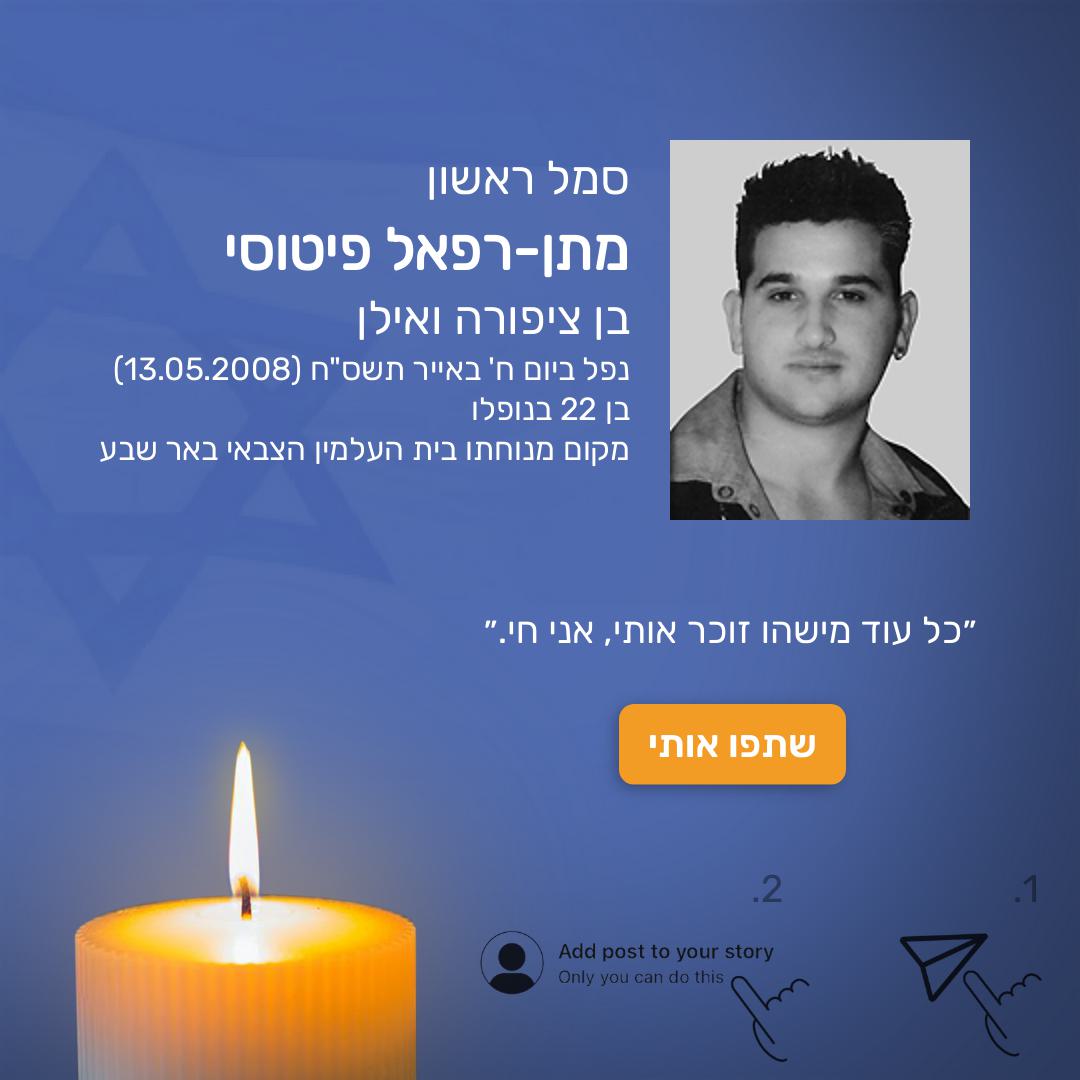 סמל ראשון
מתן-רפאל פיטוסי
בן ציפורה ואילן
נפל ביום ח' באייר תשס"ח (13.05.2008)
בן 22 בנופלו
מקום מנוחתו בית העלמין הצבאי באר שבע
״כל עוד מישהו זוכר אותי, אני חי.״
שתפו אותי
1.
2.
Add post to your story
Only you can do this